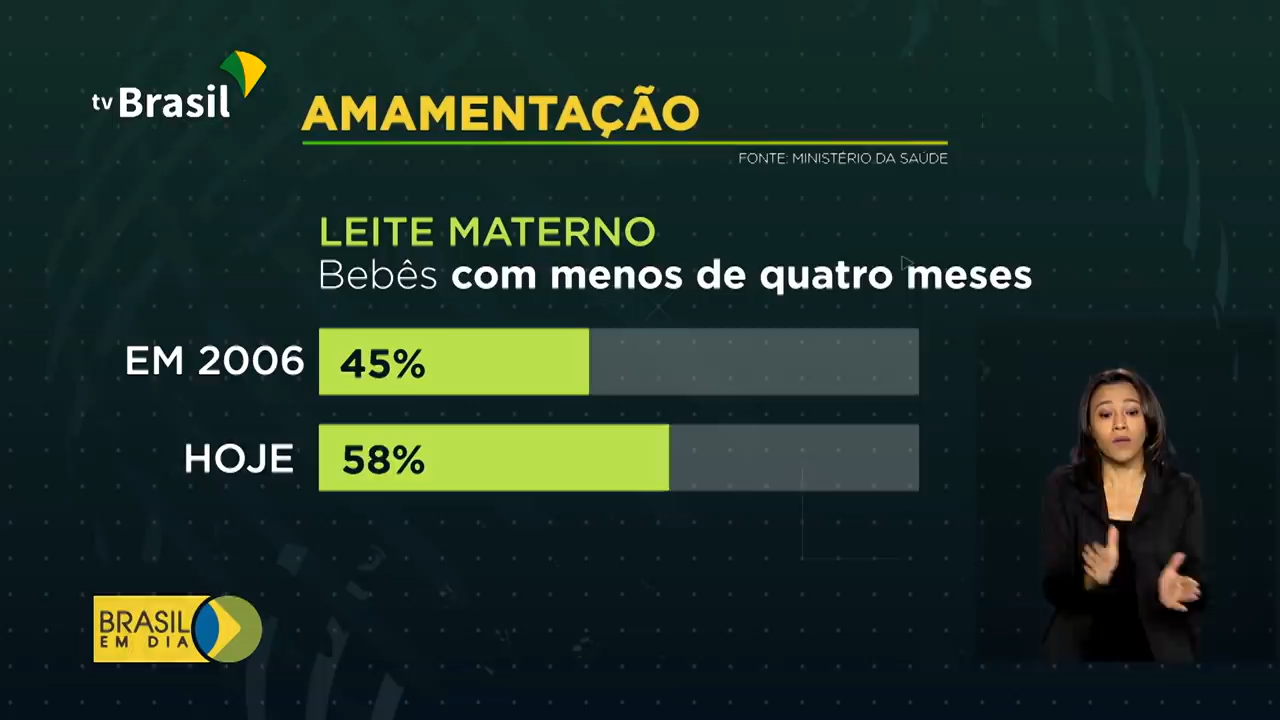 tv Brasil
AMAMENTAÇÃO
FONTE: MINISTÉRIO DA SAÚDE
LEITE MATERNO
Bebês com menos de quatro meses
EM 2006 45%
HOJE 58%
BRASIL
EM DIA